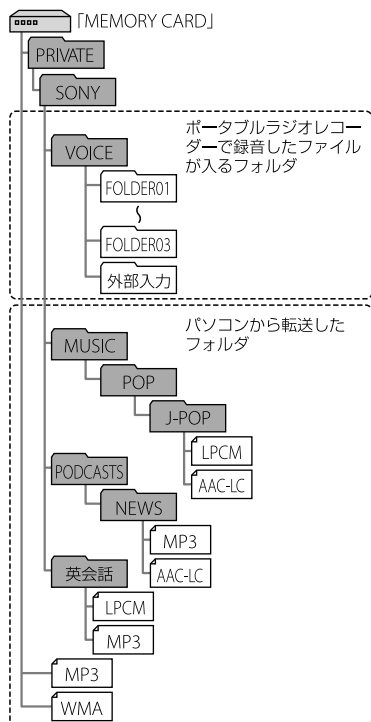 「MEMORY CARD」
PRIVATE
SONY
ポータブルラジオレコー
ダーで録音したファイル
が入るフォルダ
VOICE
FOLDER01
〜
FOLDER03
外部入力
パソコンから転送した
フォルダ
MUSIC
POP
J-POP
LPCM
AAC-LC
PODCASTS
NEWS
MP3
AAC-LC
英会話
LPCM
MP3
MP3
WMA